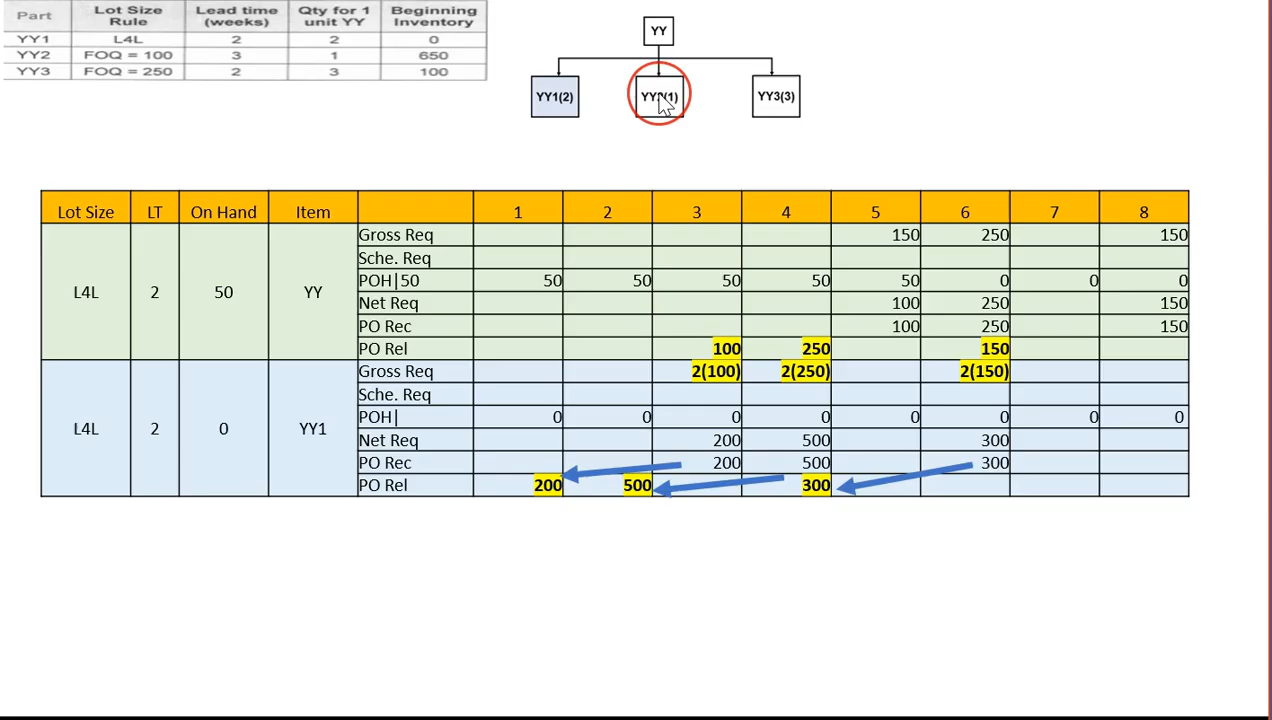 Part Lot Size Rule Lead time (weeks) Qty for 1 unit YY Beginning Inventory
YY1 L4L 2 2 0
YY2 FOQ = 100 3 1 650
YY3 FOQ = 250 2 3 100
YY
YY1(2) YY3(3)
Lot Size LT On Hand Item 1 2 3 4 5 6 7 8
L4L 2 50 YY
Gross Req 150 250 150
Sche. Req
POH|50 50 50 50 50 50 0 0 0
Net Req 100 250 150
PO Rec 100 250 150
PO Rel 100 250 150
L4L 2 0 YY1
Gross Req 2(100) 2(250) 2(150)
Sche. Req
POH| 0 0 0 0 0 0 0 0
Net Req 200 500 300
PO Rec 200 500 300
PO Rel 200 500 300